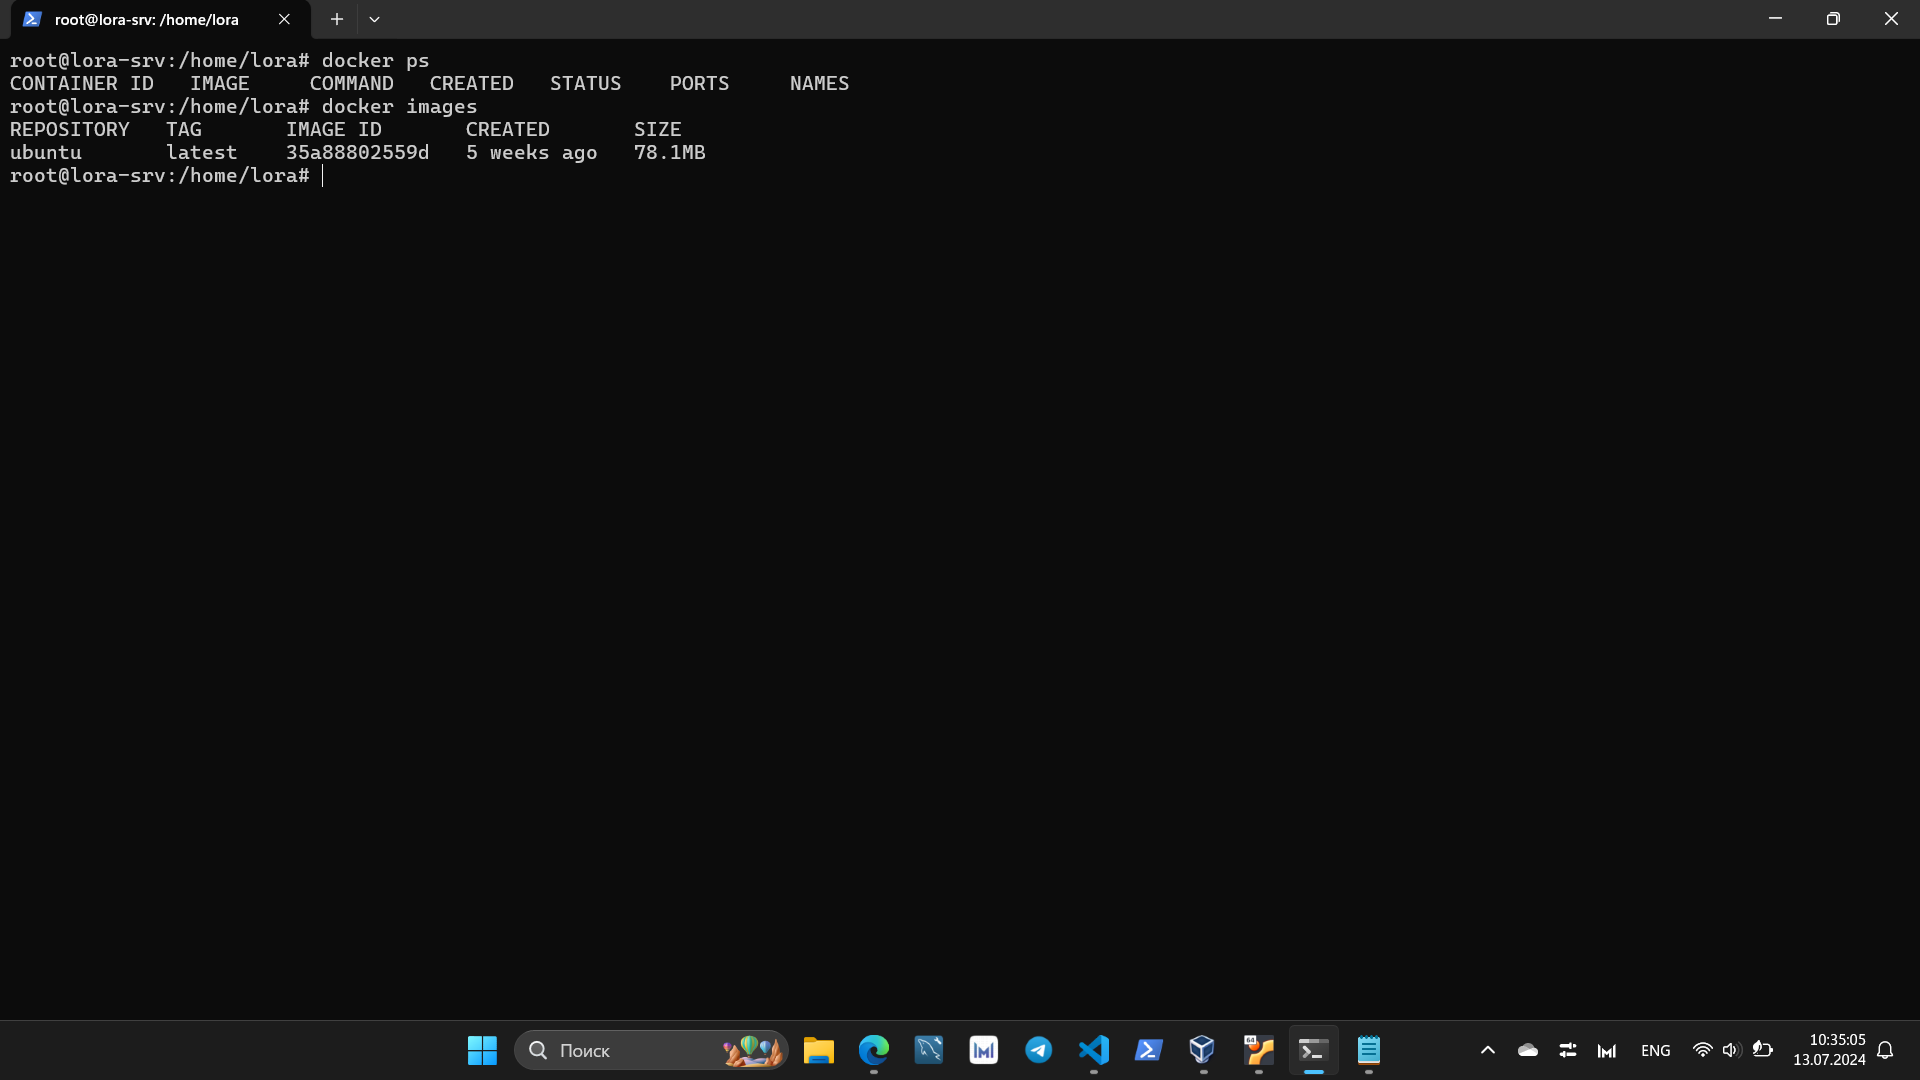 root@lora-srv: /home/lora
root@lora-srv:/home/lora# docker ps
CONTAINER ID   IMAGE     COMMAND   CREATED   STATUS    PORTS     NAMES
root@lora-srv:/home/lora# docker images
REPOSITORY   TAG       IMAGE ID       CREATED       SIZE
ubuntu       latest    35a88802559d   5 weeks ago   78.1MB
root@lora-srv:/home/lora#
Поиск
64
ENG
10:35:05
13.07.2024